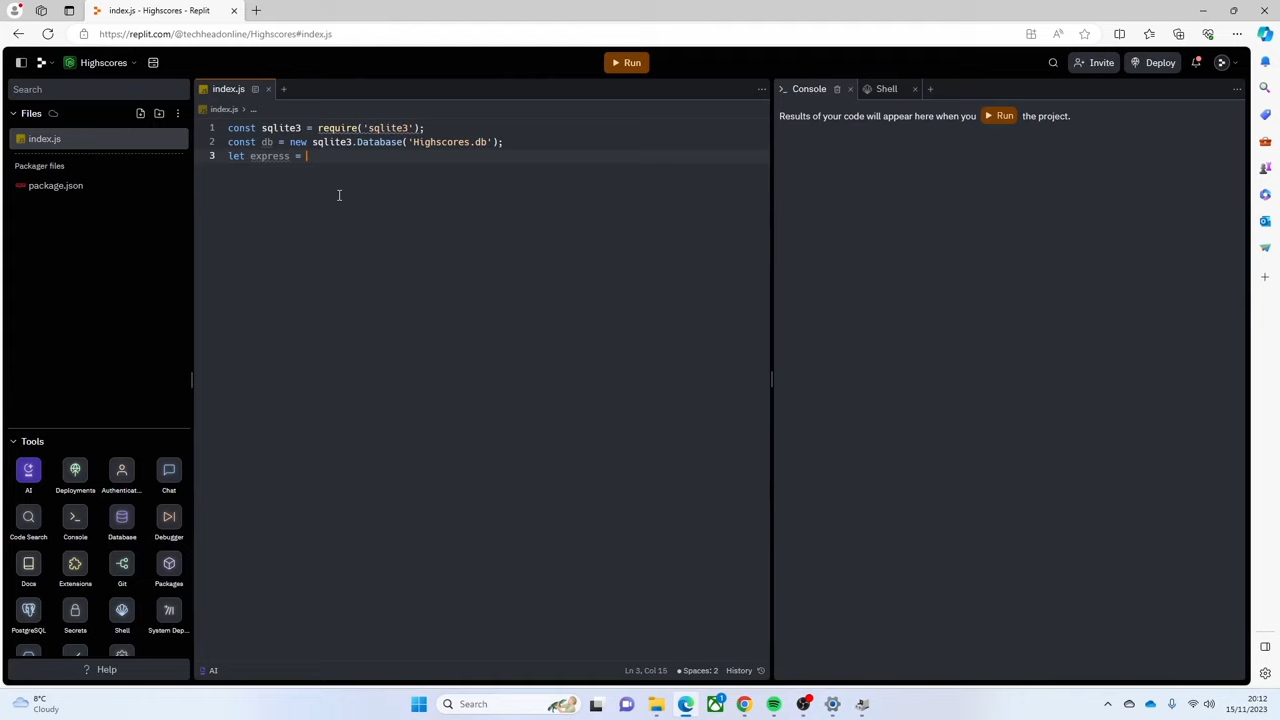 index.js - Highscores - Replit
https://replit.com/@techheadonline/Highscores#index.js
Highscores
Run
Invite
Deploy
Search
index.js
Console
Shell
Files
index.js > ...
Results of your code will appear here when you Run the project.
index.js
1 const sqlite3 = require('sqlite3');
2 const db = new sqlite3.Database('Highscores.db');
3 let express =
Packager files
package.json
Tools
AI Deployments Authenticat... Chat
Code Search Console Database Debugger
Docs Extensions Git Packages
PostgreSQL Secrets Shell System Dep...
? Help
AI
Ln 3, Col 15
Spaces: 2
History
8°C
Cloudy
Search
1
20:12
15/11/2023